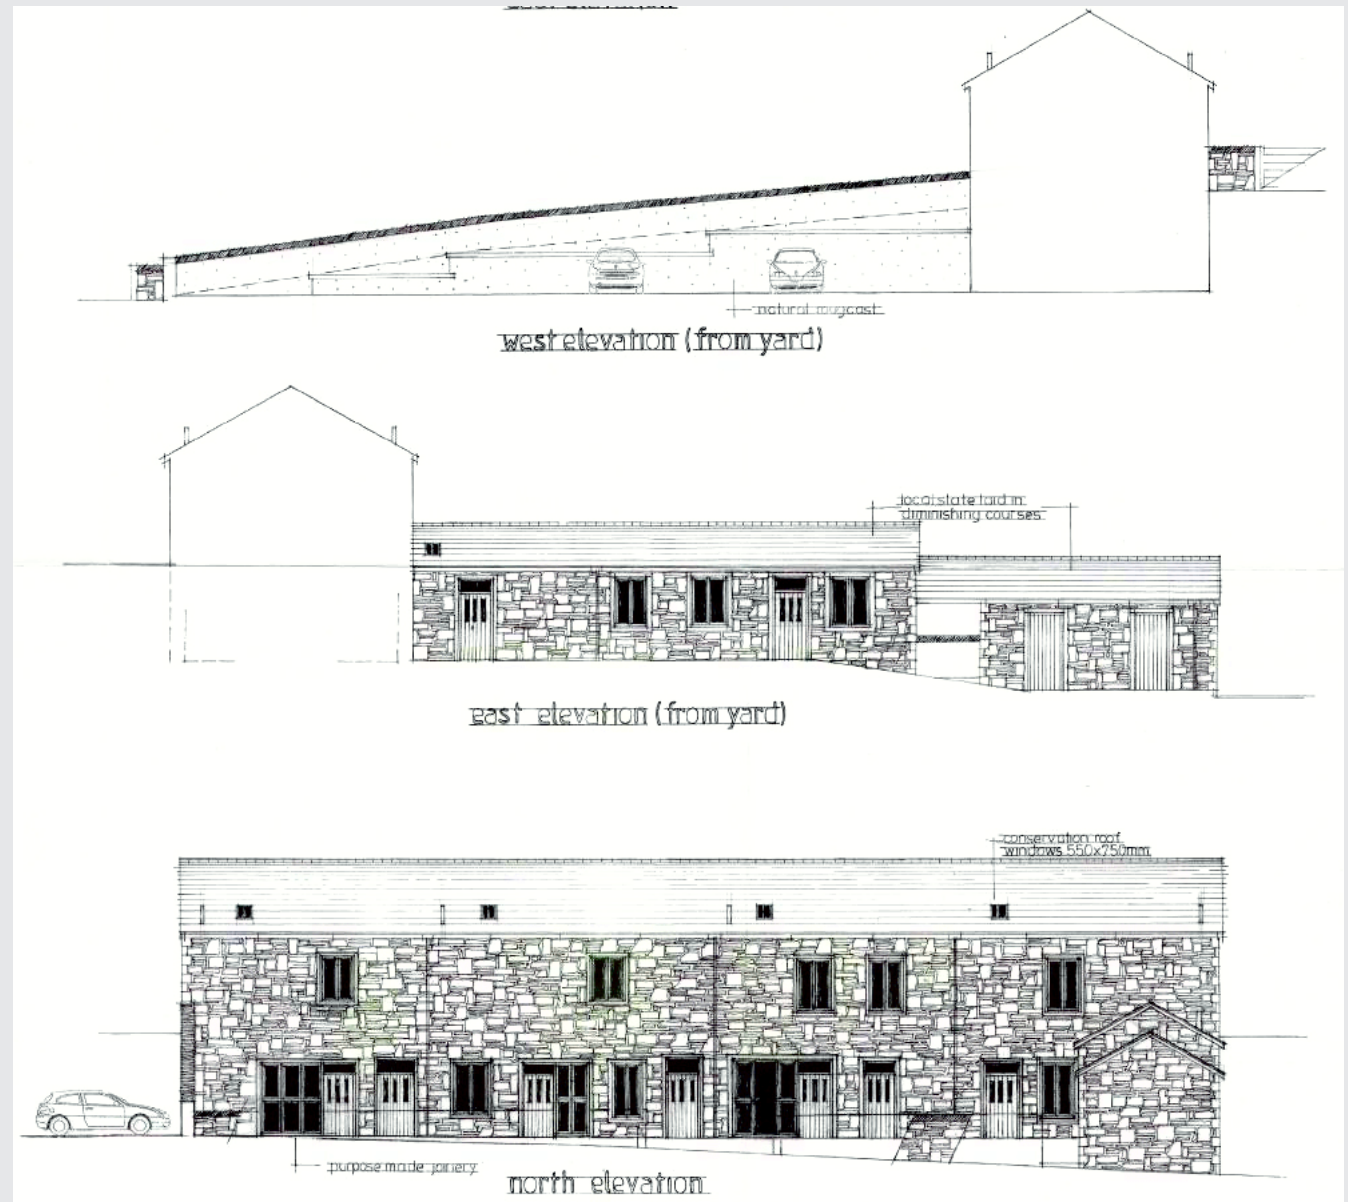 natural rougcast
west elevation (from yard)
local slate laid in
diminishing courses
east elevation (from yard)
conservation roof
windows 550x750mm
purpose made joinery
north elevation